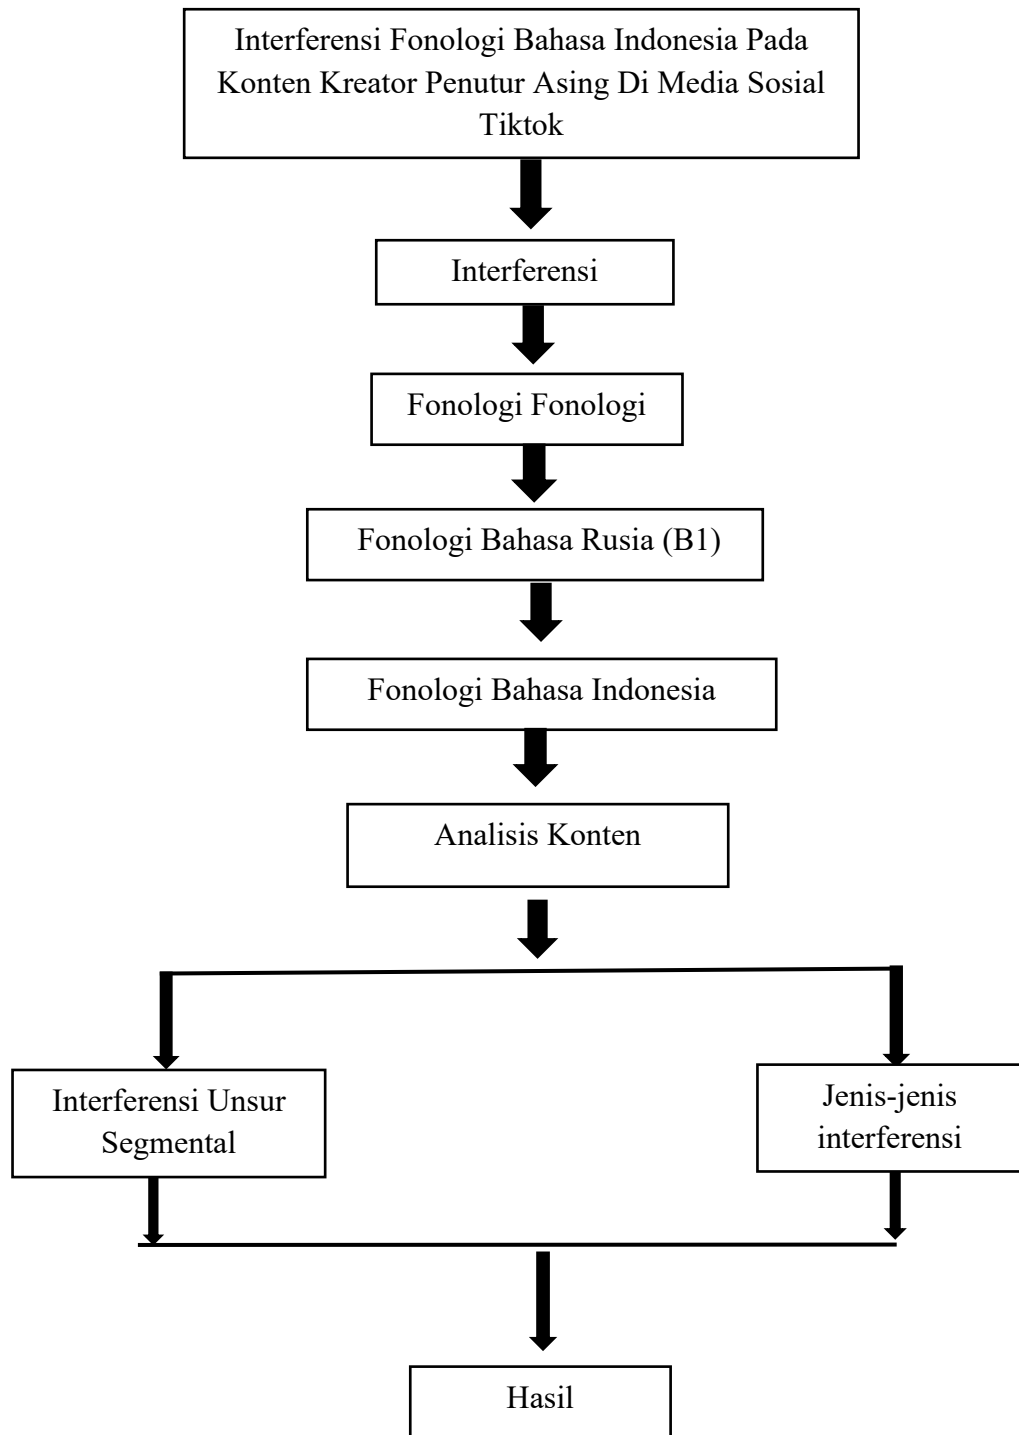 Interferensi Fonologi Bahasa Indonesia Pada
Konten Kreator Penutur Asing Di Media Sosial
Tiktok
Interferensi
Fonologi Fonologi
Fonologi Bahasa Rusia (B1)
Fonologi Bahasa Indonesia
Analisis Konten
Interferensi Unsur
Segmental
Jenis-jenis
interferensi
Hasil